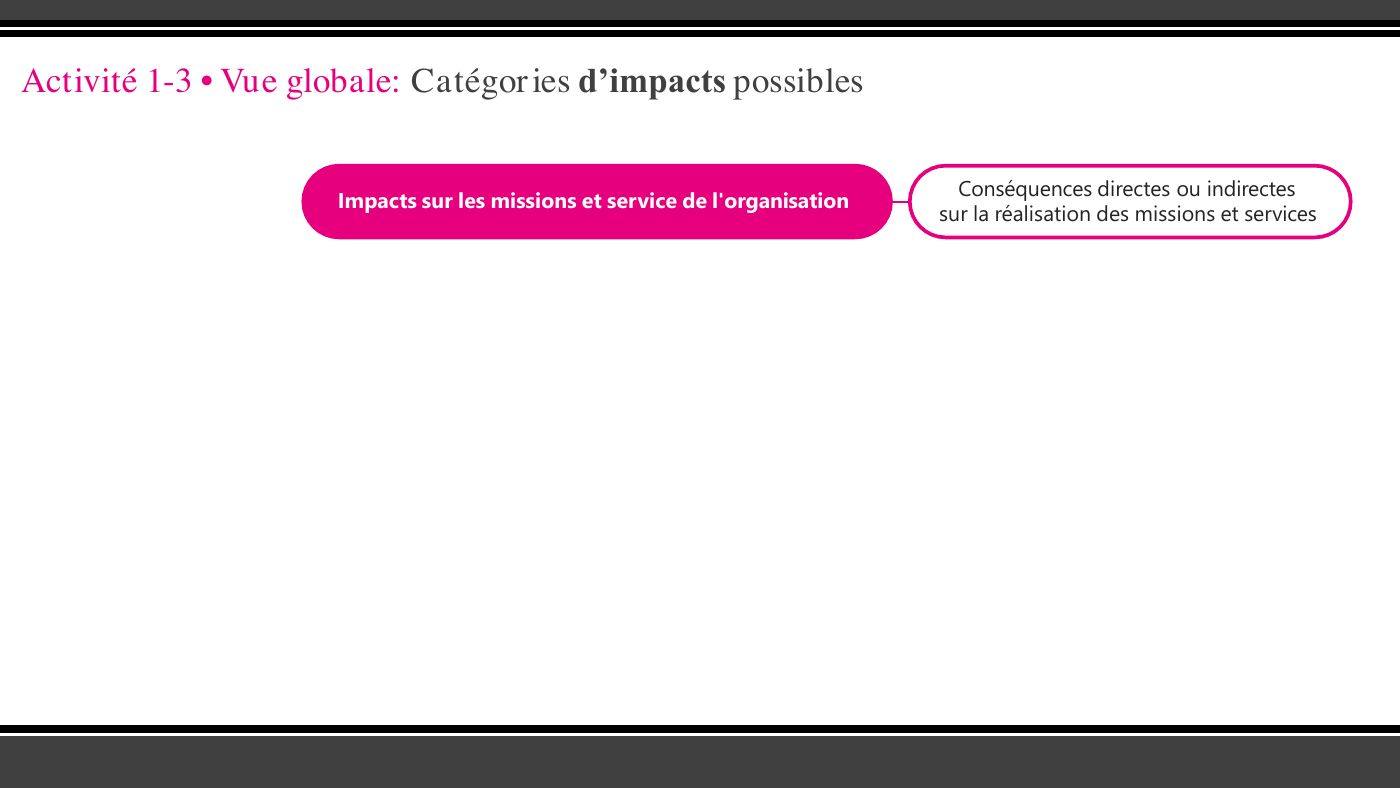 Activité 1-3 • Vue globale: Catégories d’impacts possibles
Impacts sur les missions et service de l'organisation
Conséquences directes ou indirectes
sur la réalisation des missions et services